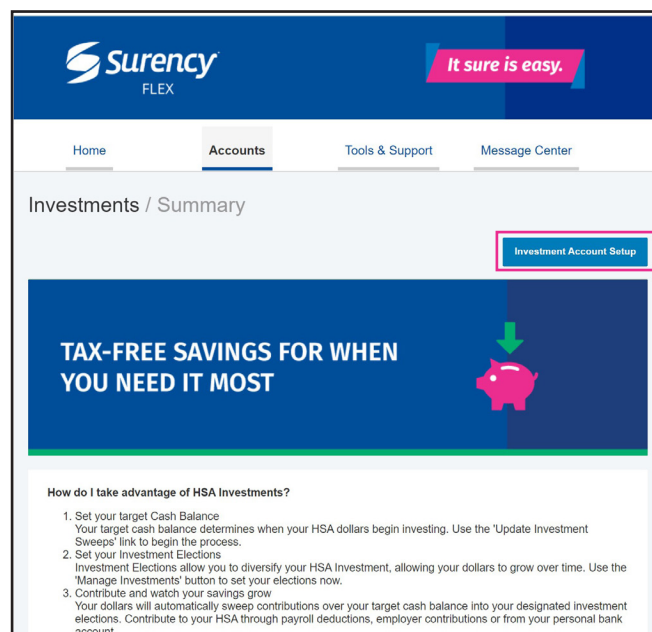 Surency
FLEX
It sure is easy.
Home
Accounts
Tools & Support
Message Center
Investments / Summary
Investment Account Setup
TAX-FREE SAVINGS FOR WHEN
YOU NEED IT MOST
How do I take advantage of HSA Investments?
1. Set your target Cash Balance
Your target cash balance determines when your HSA dollars begin investing. Use the 'Update Investment
Sweeps' link to begin the process.
2. Set your Investment Elections
Investment Elections allow you to diversify your HSA Investment, allowing your dollars to grow over time. Use the
'Manage Investments' button to set your elections now.
3. Contribute and watch your savings grow
Your dollars will automatically sweep contributions over your target cash balance into your designated investment
elections. Contribute to your HSA through payroll deductions, employer contributions or from your personal bank
account.